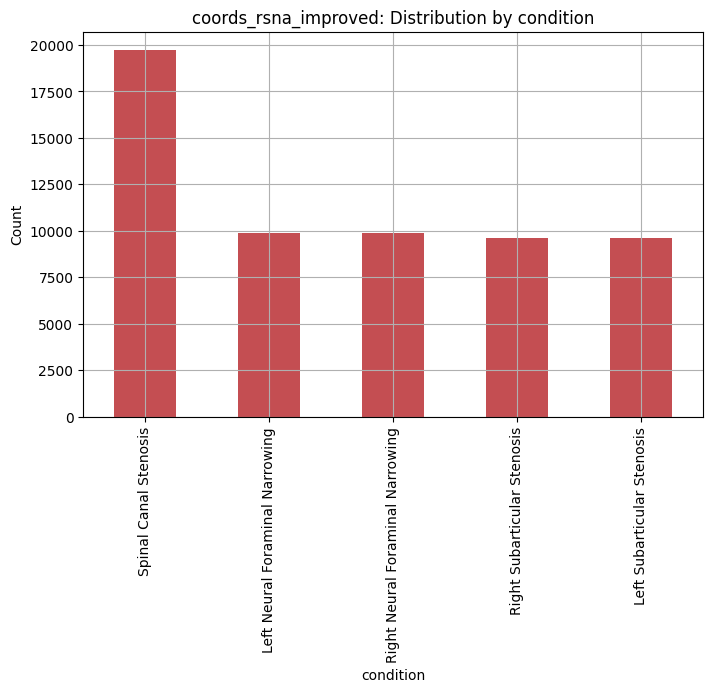 coords_rsna_improved: Distribution by condition
20000
17500
15000
12500
10000
7500
5000
2500
0
Count
Spinal Canal Stenosis
Left Neural Foraminal Narrowing
Right Neural Foraminal Narrowing
Right Subarticular Stenosis
Left Subarticular Stenosis
condition